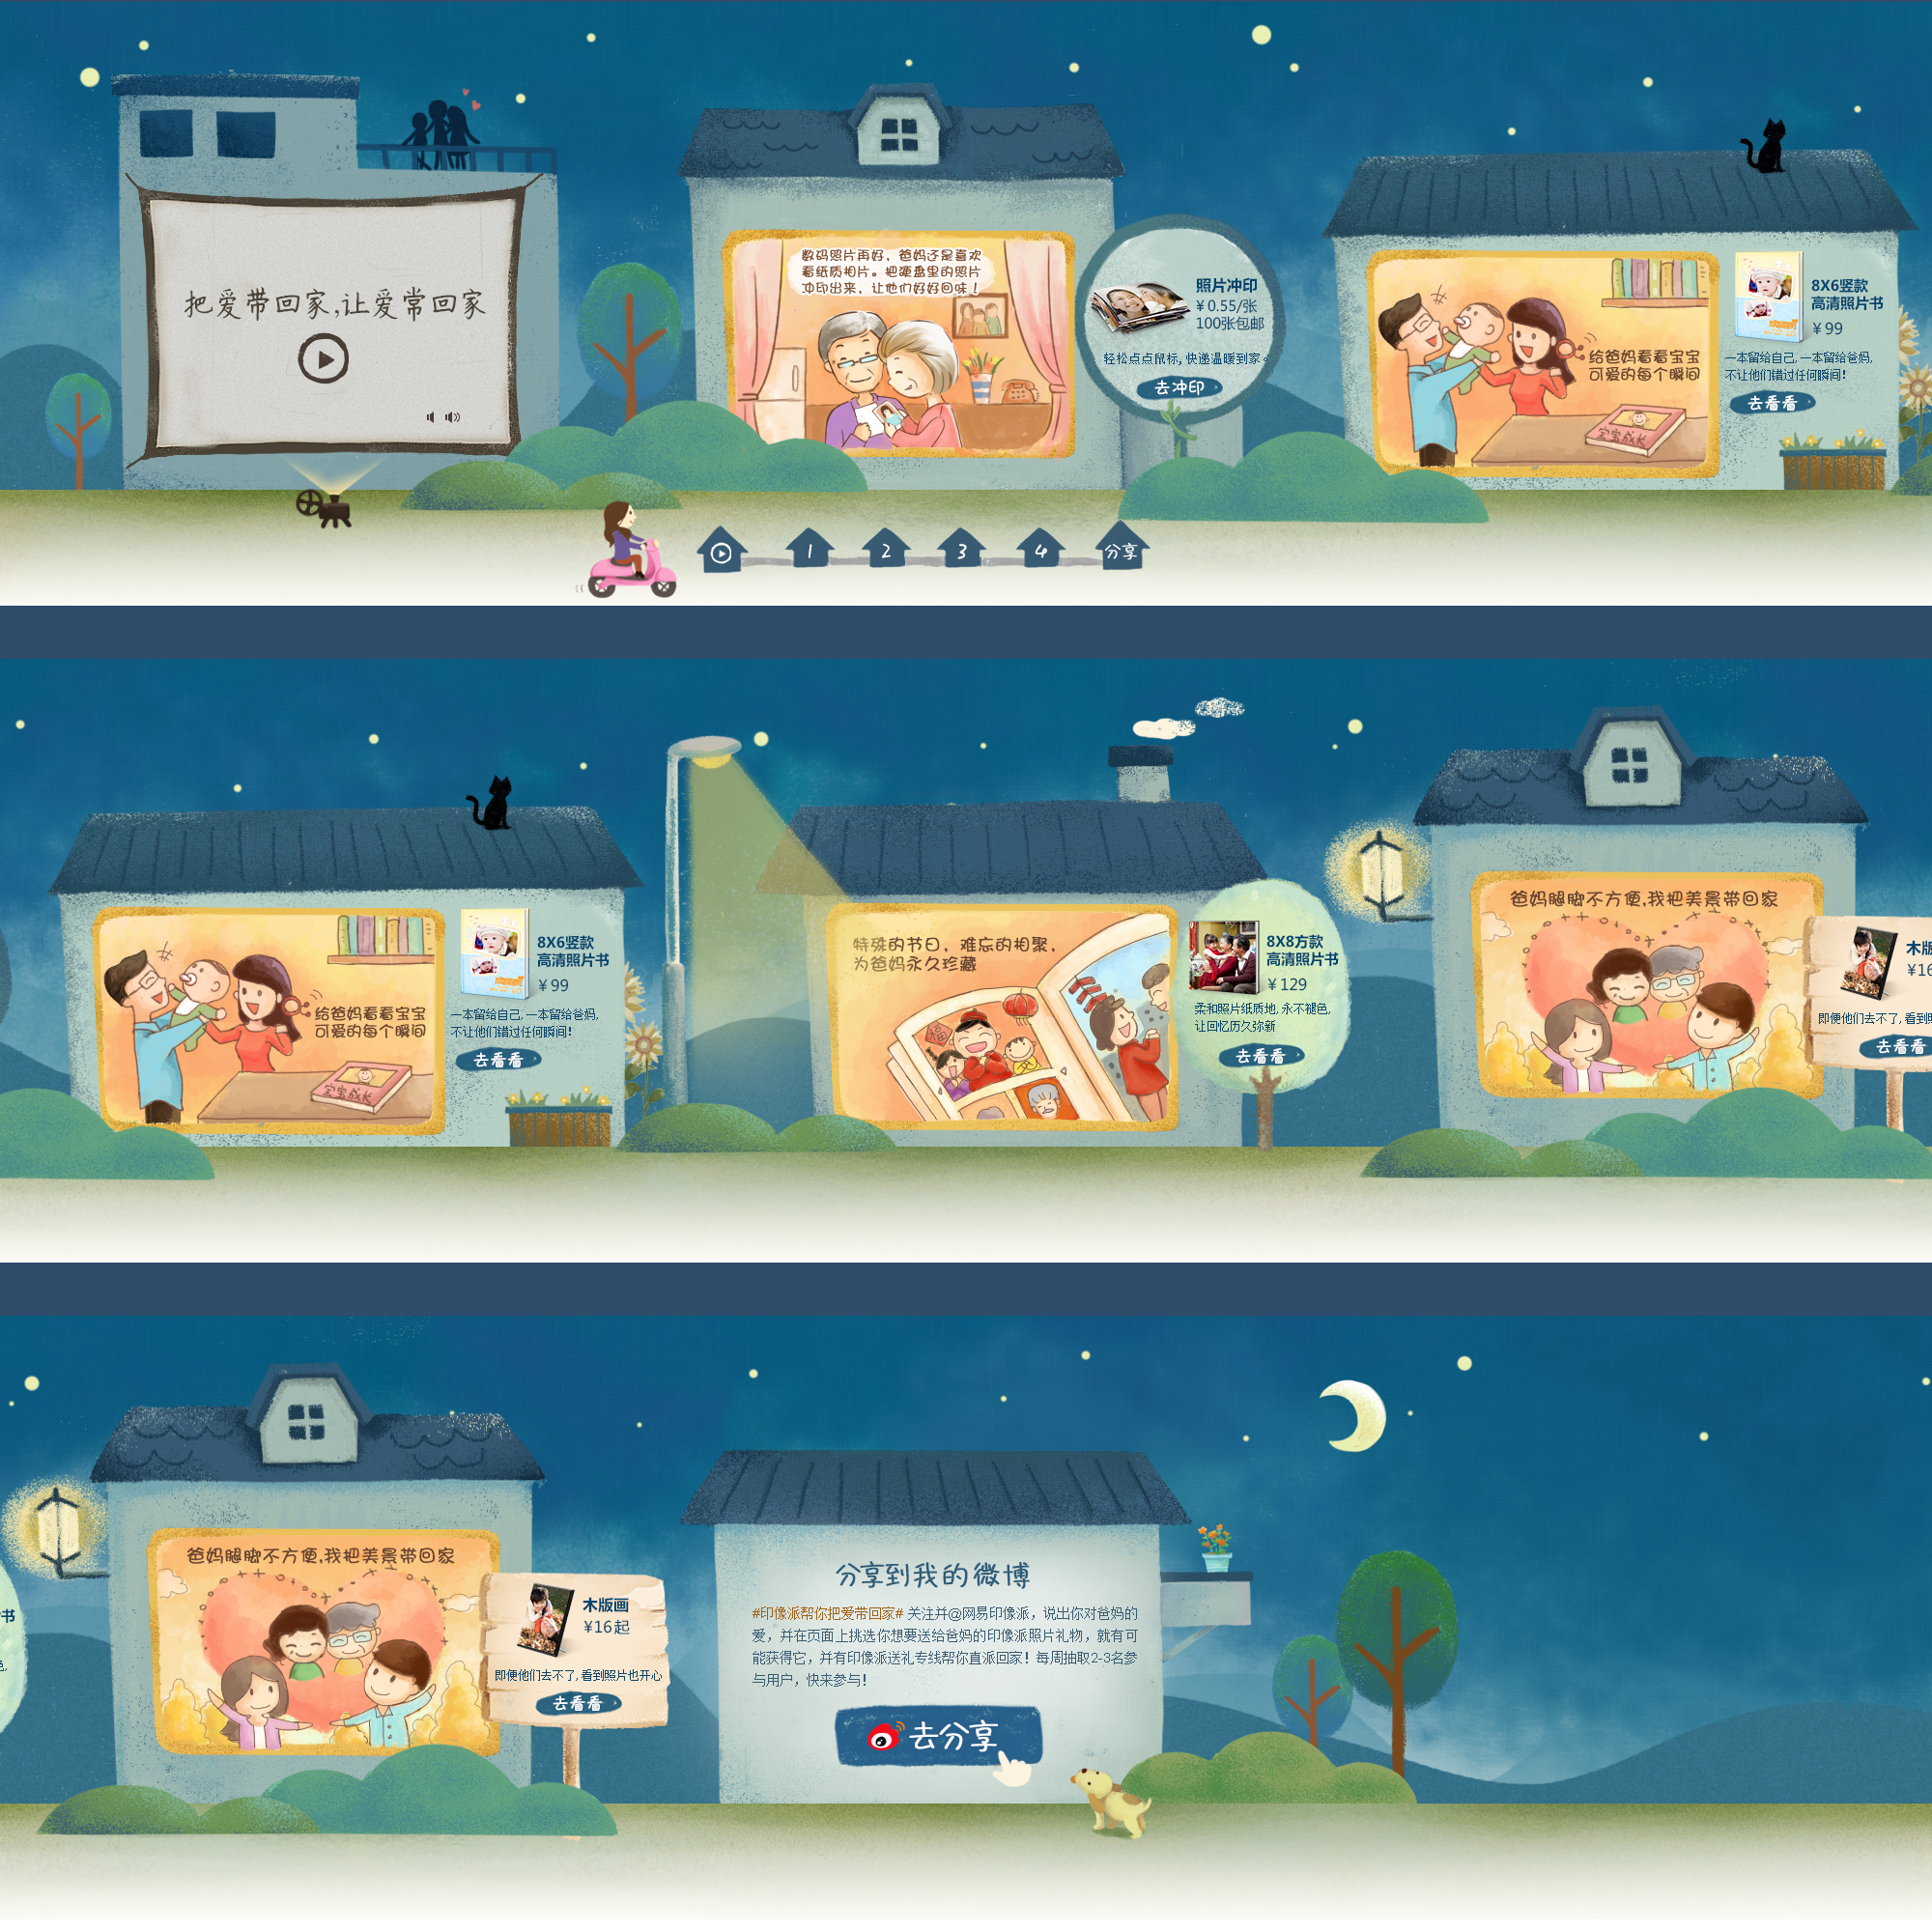 把爱带回家,让爱常回家
数码照片再好，爸妈还是喜欢
看纸质相片。把硬盘里的照片
冲印出来，让他们好好回味！
照片冲印
¥0.55/张
100张包邮
轻松点点鼠标,快递温暖到家。
去冲印
给爸妈看看宝宝
可爱的每个瞬间
宝宝成长
8X6竖款
高清照片书
¥99
一本留给自己,一本留给爸妈,
不让他们错过任何瞬间!
去看看
1
2
3
4
分享
给爸妈看看宝宝
可爱的每个瞬间
宝宝成长
8X6竖款
高清照片书
¥99
一本留给自己,一本留给爸妈,
不让他们错过任何瞬间!
去看看
特殊的节日，难忘的相聚，
为爸妈永久珍藏
福
8X8方款
高清照片书
¥129
柔和照片纸质地,永不褪色,
让回忆历久弥新
去看看
爸妈腿脚不方便,我把美景带回家
木版
¥16
即便他们去不了,看到照
去看看
书
色,
爸妈腿脚不方便,我把美景带回家
木版画
¥16起
即便他们去不了,看到照片也开心
去看看
分享到我的微博
#印像派帮你把爱带回家# 关注并@网易印像派，说出你对爸妈的
爱，并在页面上挑选你想要送给爸妈的印像派照片礼物，就有可
能获得它，并有印像派送礼专线帮你直派回家！每周抽取2-3名参
与用户，快来参与！
去分享